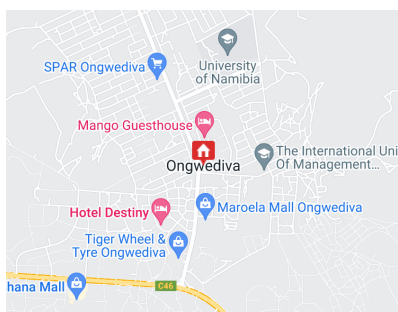 University
of Namibia
SPAR Ongwediva
Mango Guesthouse
Ongwediva
The International Uni
Of Management...
Hotel Destiny
Maroela Mall Ongwediva
Tiger Wheel &
Tyre Ongwediva
hana Mall
C46